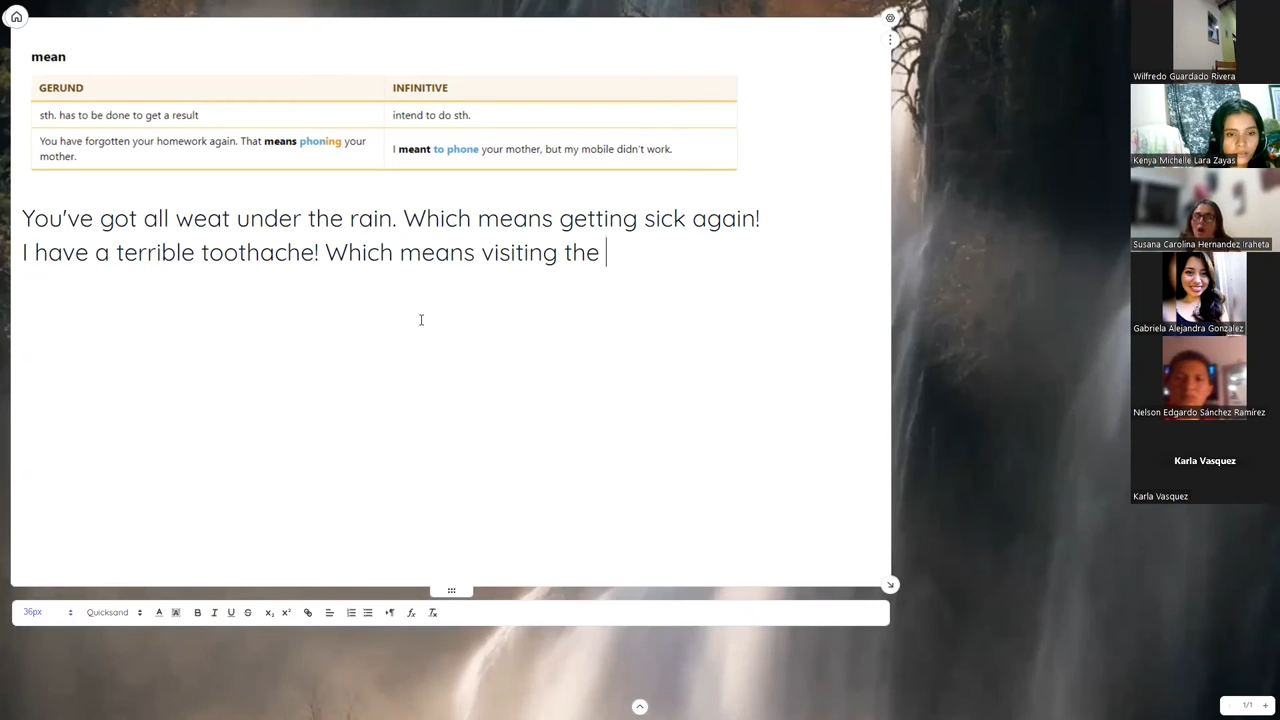 mean
GERUND INFINITIVE
sth. has to be done to get a result intend to do sth.
You have forgotten your homework again. That means phoning your
mother.
I meant to phone your mother, but my mobile didn't work.
You've got all weat under the rain. Which means getting sick again!
I have a terrible toothache! Which means visiting the
36px Quicksand
Wilfredo Guardado Rivera
Kenya Michelle Lara Zayas
Susana Carolina Hernandez Iraheta
Gabriela Alejandra Gonzalez
Nelson Edgardo Sánchez Ramírez
Karla Vasquez
Karla Vasquez
1/1